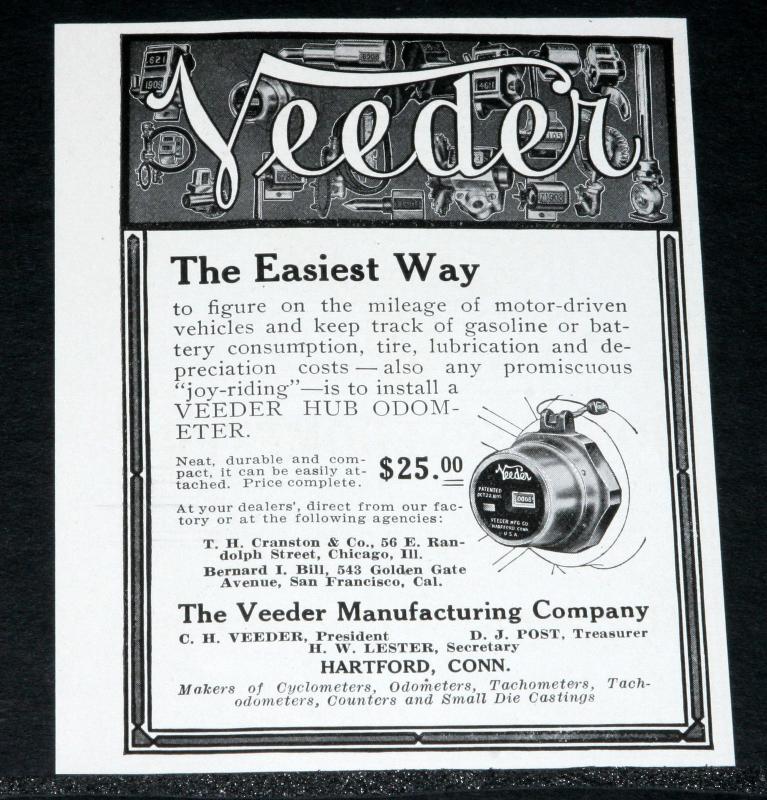 Veeder
The Easiest Way
to figure on the mileage of motor-driven
vehicles and keep track of gasoline or bat-
tery consumption, tire, lubrication and de-
preciation costs — also any promiscuous
"joy-riding"—is to install a
VEEDER HUB ODOM-
ETER.
Neat, durable and com-
pact, it can be easily at-
tached. Price complete.
$25.00
At your dealers', direct from our fac-
tory or at the following agencies:
T. H. Cranston & Co., 56 E. Ran-
dolph Street, Chicago, Ill.
Bernard I. Bill, 543 Golden Gate
Avenue, San Francisco, Cal.
Veeder
PATENTED
VEEDER MFG CO.
HARTFORD CONN.
U.S.A.
The Veeder Manufacturing Company
C. H. VEEDER, President D. J. POST, Treasurer
H. W. LESTER, Secretary
HARTFORD, CONN.
Makers of Cyclometers, Odometers, Tachometers, Tach-
odometers, Counters and Small Die Castings